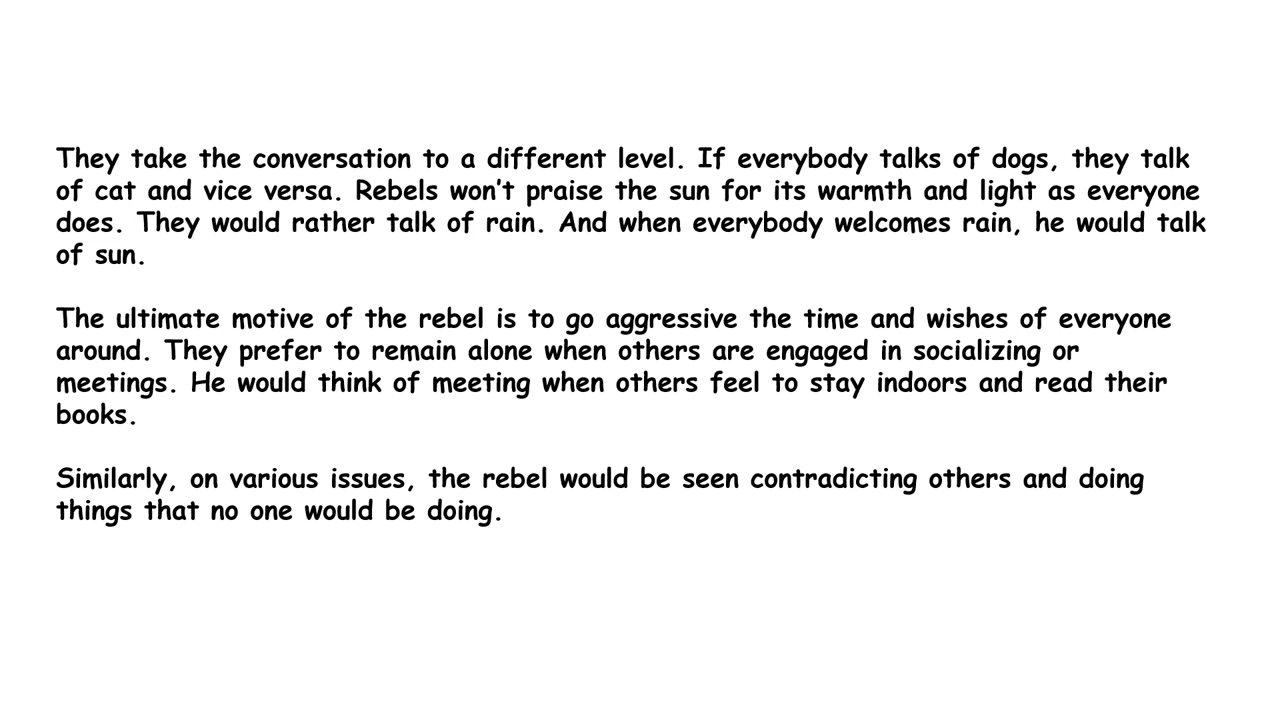 They take the conversation to a different level. If everybody talks of dogs, they talk
of cat and vice versa. Rebels won't praise the sun for its warmth and light as everyone
does. They would rather talk of rain. And when everybody welcomes rain, he would talk
of sun.
The ultimate motive of the rebel is to go aggressive the time and wishes of everyone
around. They prefer to remain alone when others are engaged in socializing or
meetings. He would think of meeting when others feel to stay indoors and read their
books.
Similarly, on various issues, the rebel would be seen contradicting others and doing
things that no one would be doing.